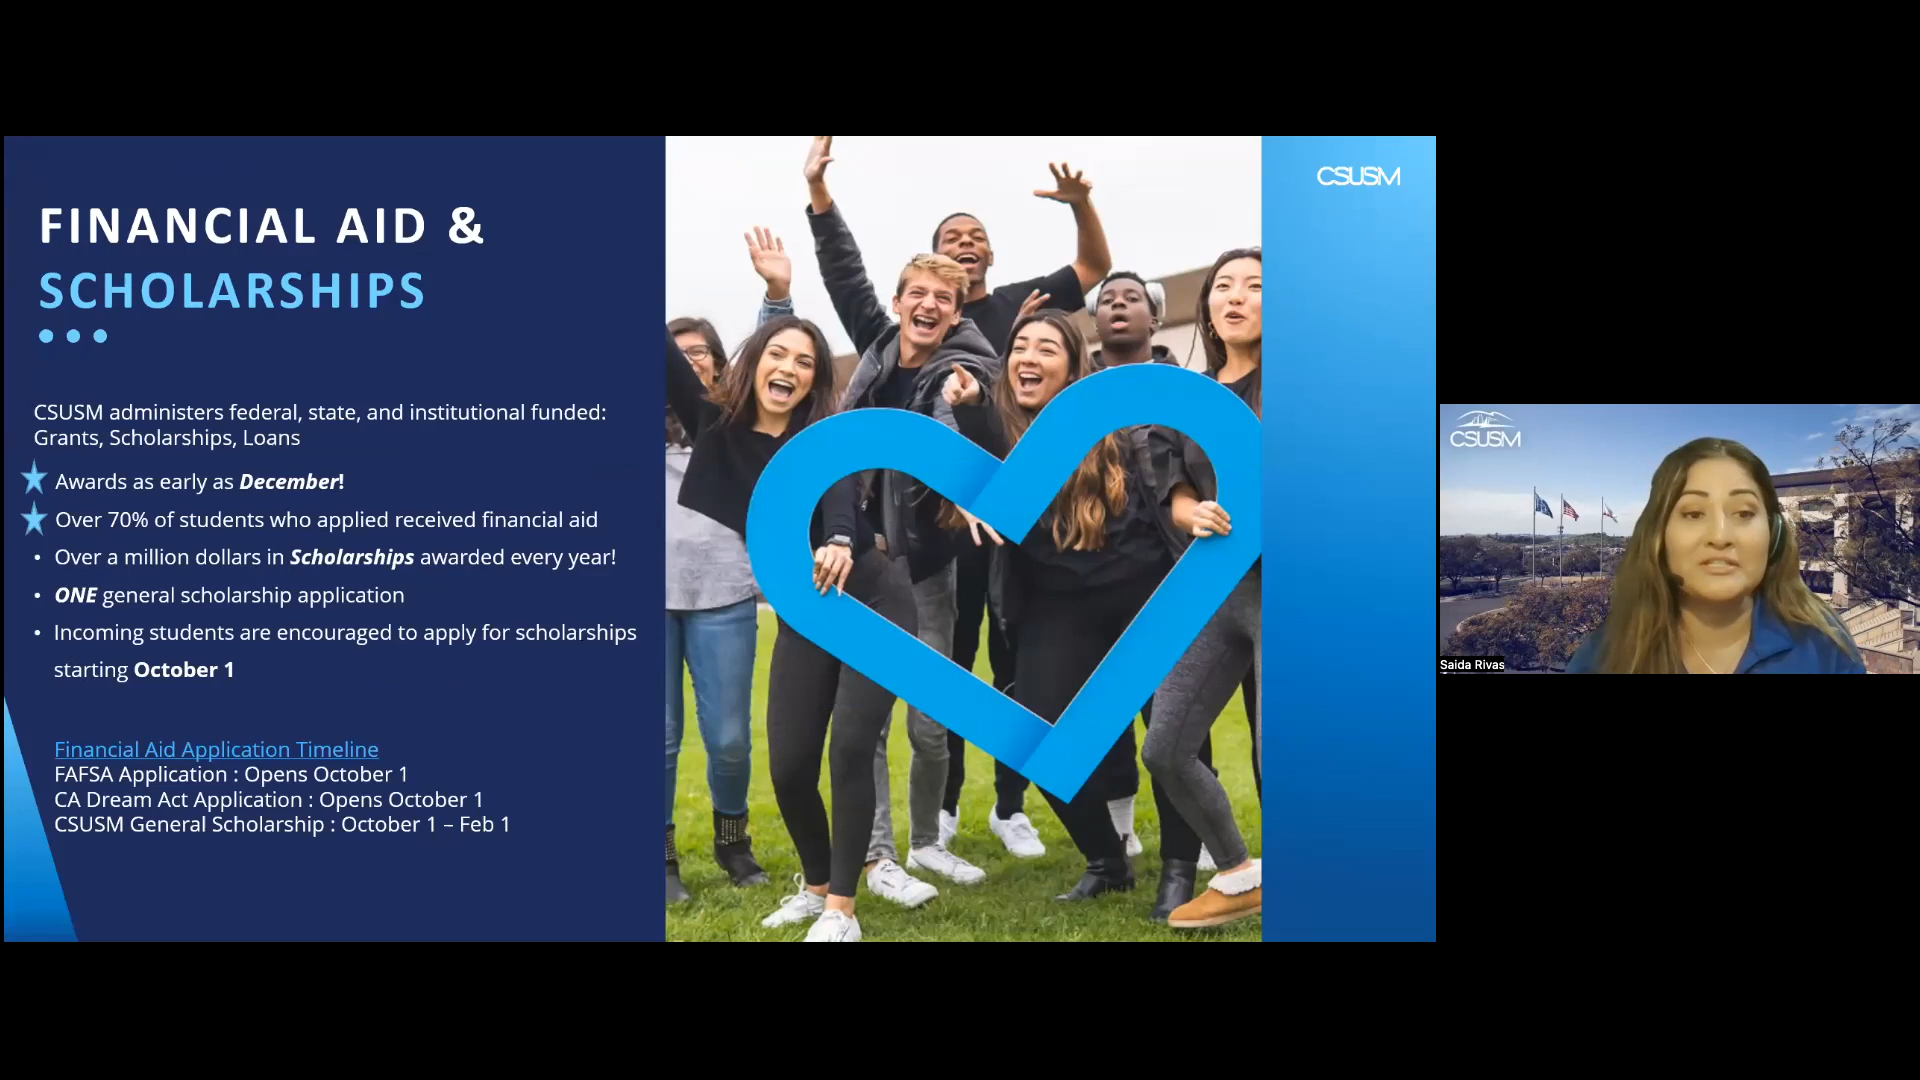 FINANCIAL AID &
SCHOLARSHIPS
CSUSM administers federal, state, and institutional funded:
Grants, Scholarships, Loans
Awards as early as December!
Over 70% of students who applied received financial aid
• Over a million dollars in Scholarships awarded every year!
• ONE general scholarship application
• Incoming students are encouraged to apply for scholarships
starting October 1
Financial Aid Application Timeline
FAFSA Application : Opens October 1
CA Dream Act Application : Opens October 1
CSUSM General Scholarship : October 1 – Feb 1
CSUSM
CSUSM
Saida Rivas